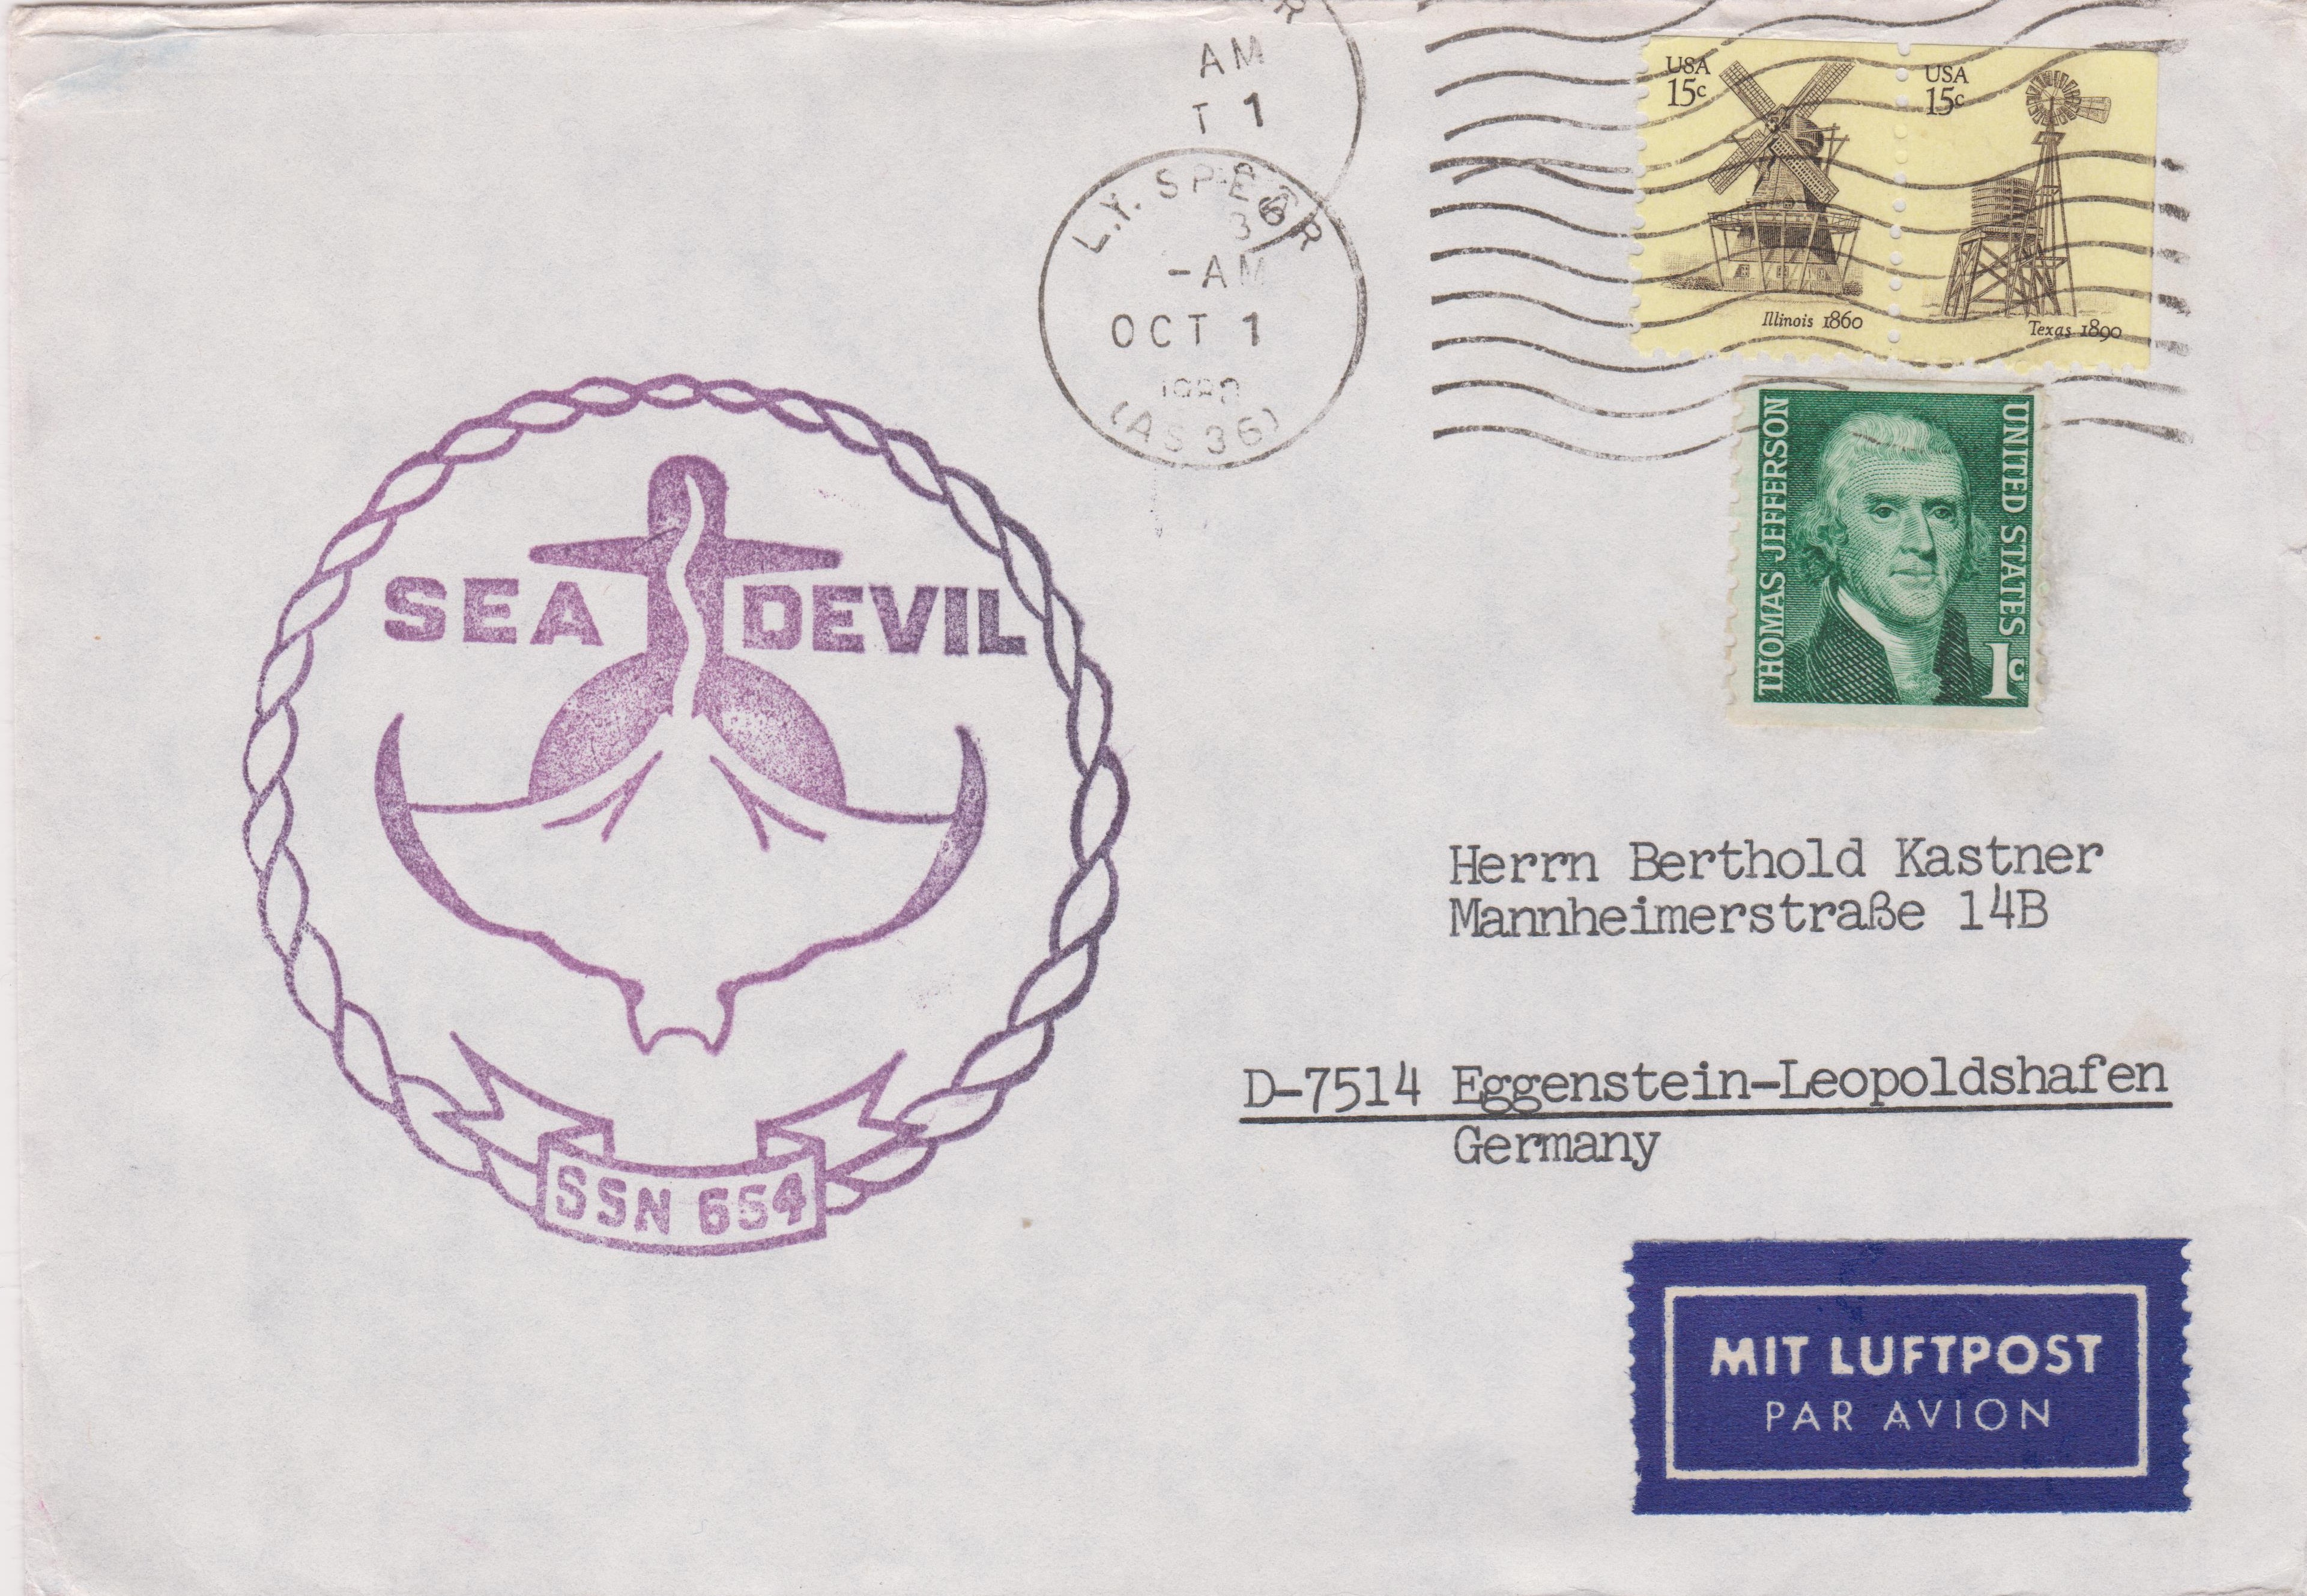 AM
T 1
L.Y. SPEAR
-AM
OCT 1
(AS 36)
USA
15c
Illinois 1860
USA
15c
Texas 1890
THOMAS JEFFERSON
UNITED STATES
1c
SEA DEVIL
SSN 654
Herrn Berthold Kastner
Mannheimerstraße 14B
D-7514 Eggenstein-Leopoldshafen
Germany
MIT LUFTPOST
PAR AVION